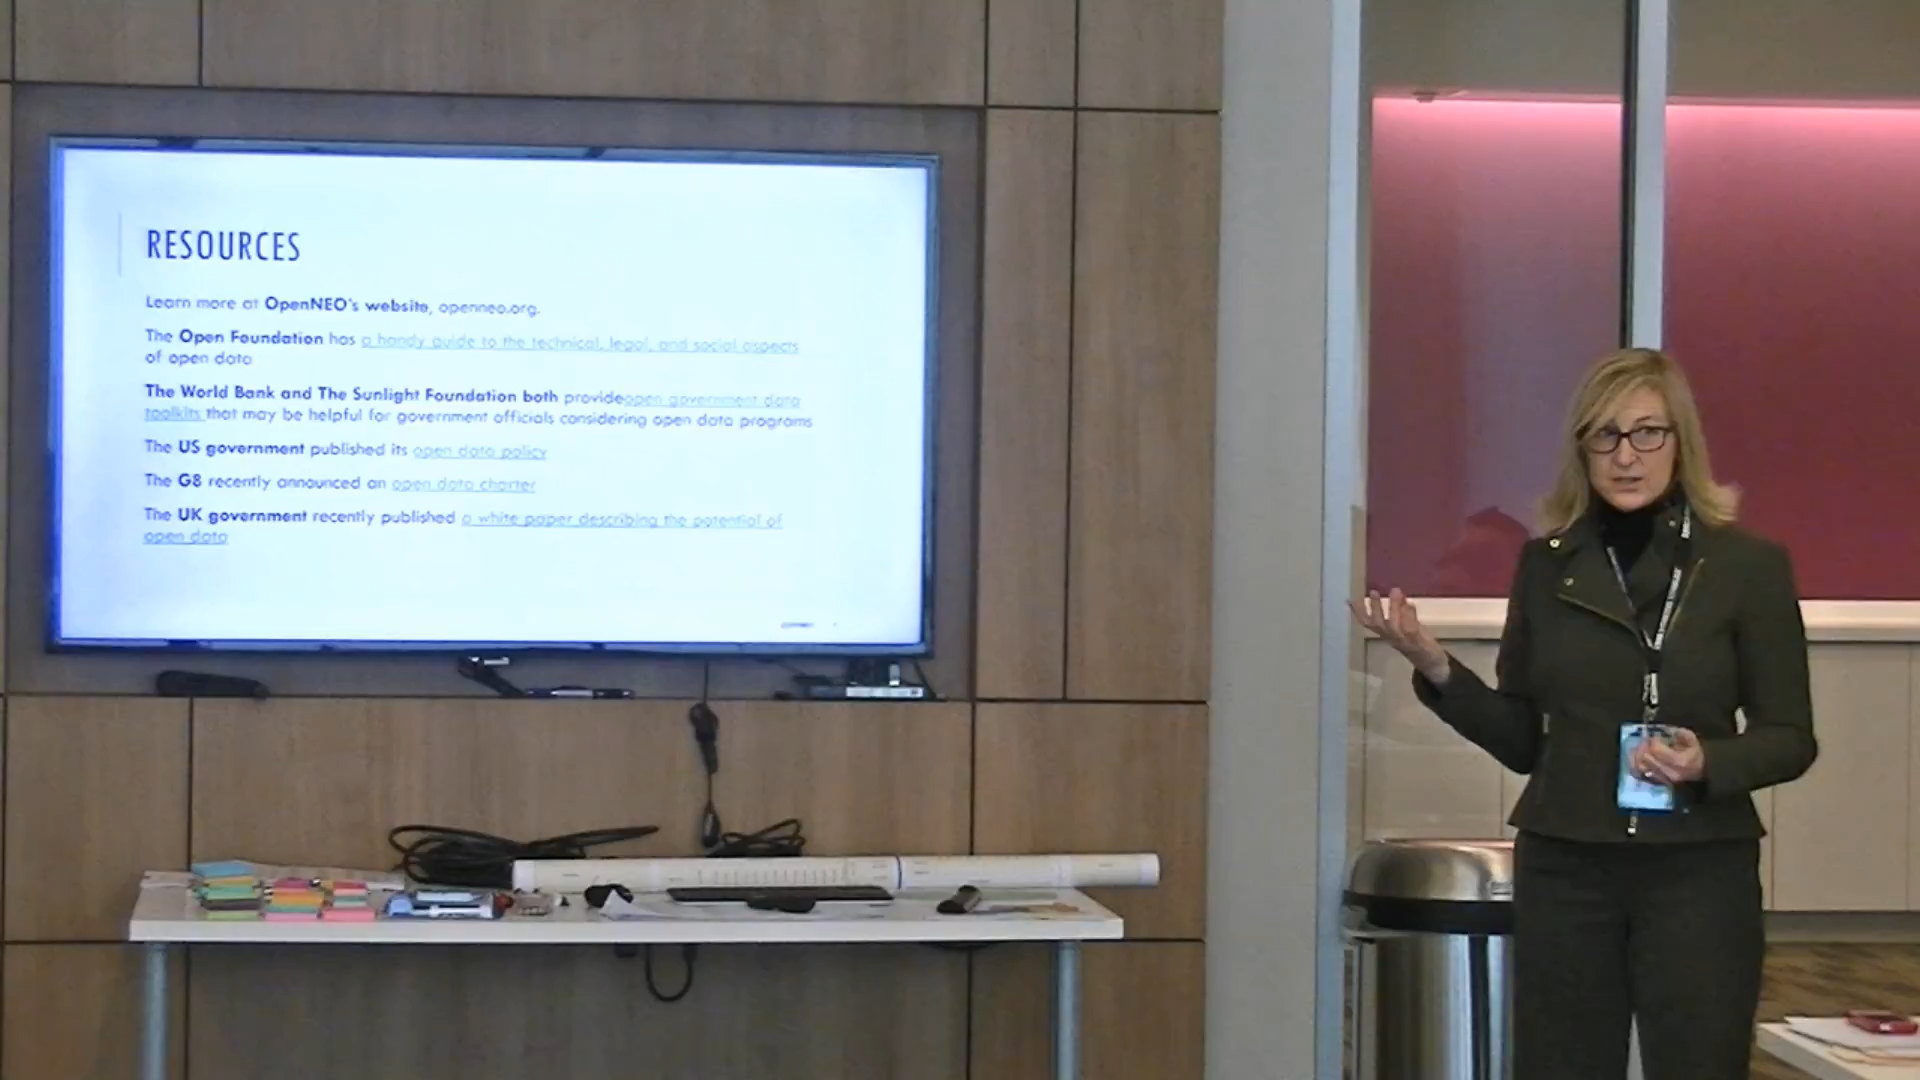 RESOURCES
Learn more at OpenNEO's website, openneo.org.
The Open Foundation has a handy guide to the technical, legal, and social aspects
of open data
The World Bank and The Sunlight Foundation both provideopen government data
toolkits that may be helpful for government officials considering open data programs
The US government published its open data policy
The G8 recently announced an open data charter
The UK government recently published a white paper describing the potential of
open data